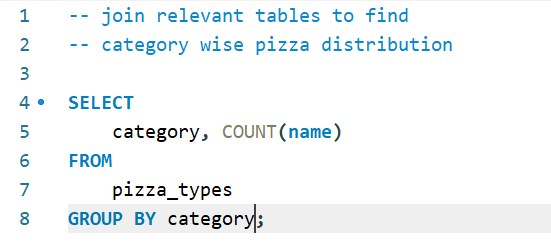 1 -- join relevant tables to find
2 -- category wise pizza distribution
3
4 SELECT
5 category, COUNT(name)
6 FROM
7 pizza_types
8 GROUP BY category;